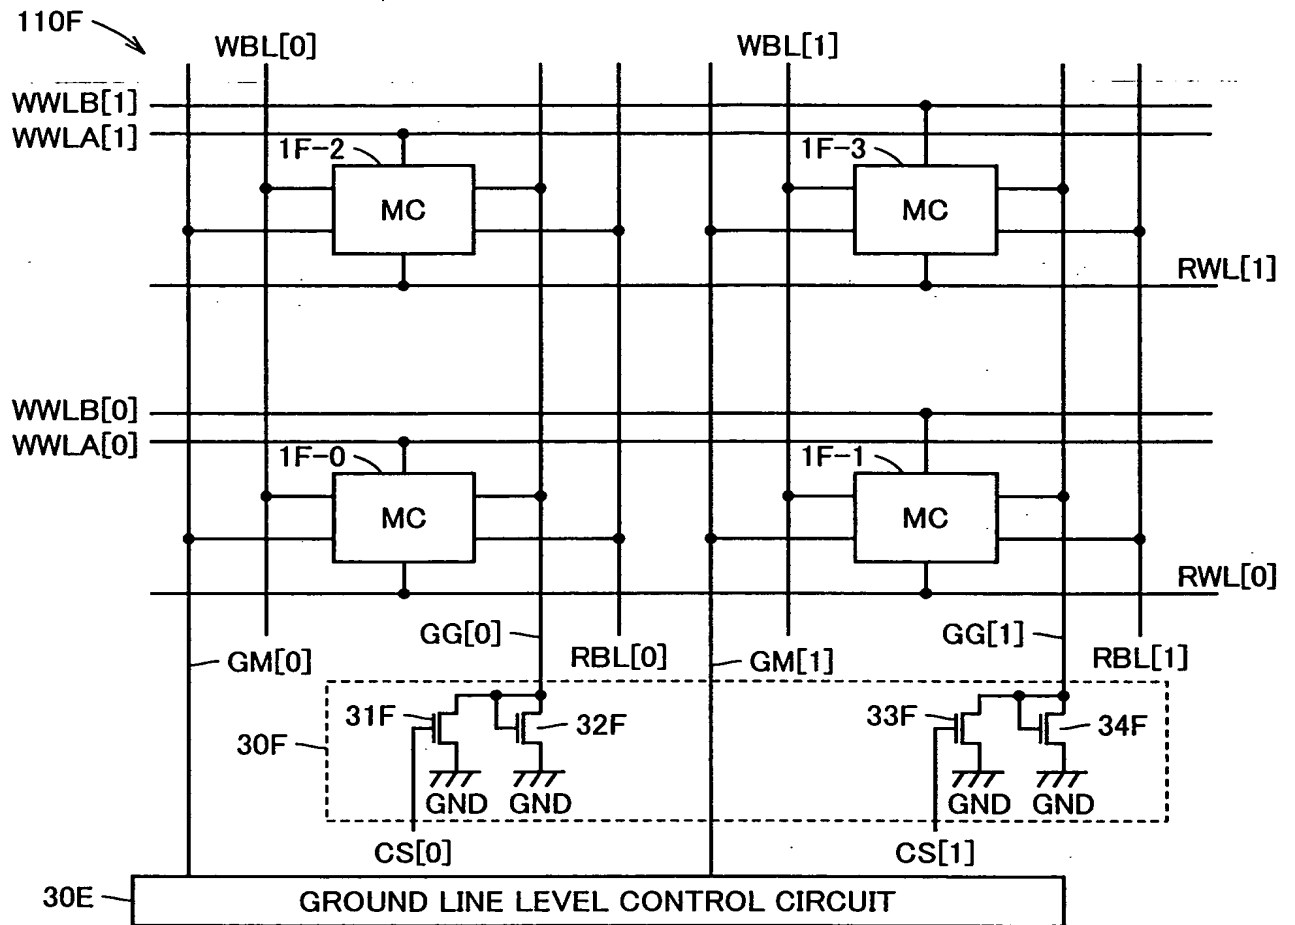 110F
WBL[0]
WBL[1]
WWLB[1]
WWLA[1]
1F-2
1F-3
MC
MC
RWL[1]
WWLB[0]
WWLA[0]
1F-0
1F-1
MC
MC
RWL[0]
GG[0]
GG[1]
GM[0]
RBL[0]
GM[1]
RBL[1]
31F
32F
33F
34F
30F
GND
GND
GND
GND
CS[0]
CS[1]
30E
GROUND LINE LEVEL CONTROL CIRCUIT